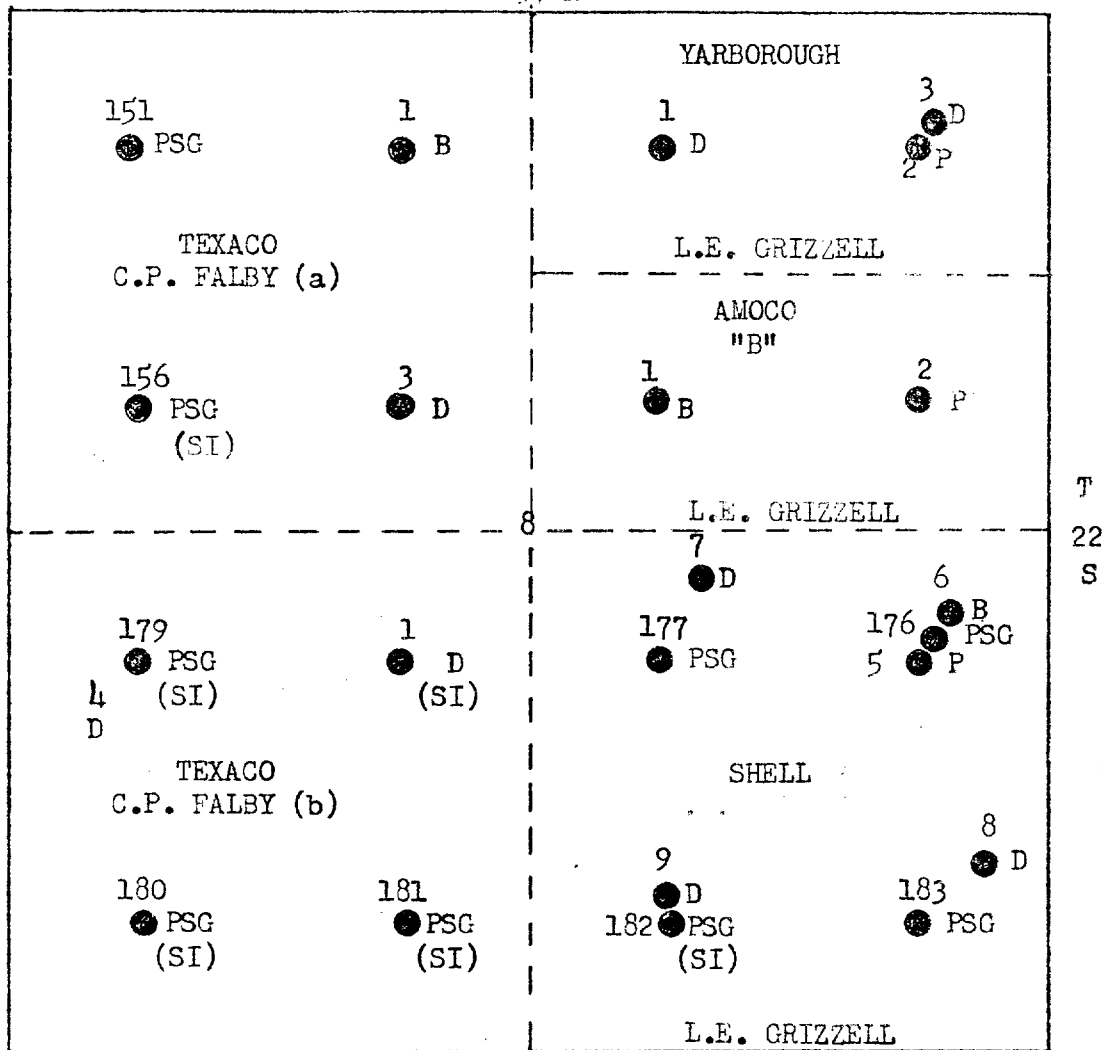 YARBOROUGH
151
PSG
1
B
1
D
3
D
2
P
TEXACO
C.P. FALBY (a)
L.E. GRIZZELL
AMOCO
"B"
156
PSG
(SI)
3
D
1
B
2
P
L.E. GRIZZELL
8
T
22
S
7
D
6
B
179
PSG
(SI)
1
D
(SI)
177
PSG
176
PSG
5
P
4
D
TEXACO
C.P. FALBY (b)
SHELL
8
D
9
D
180
PSG
(SI)
181
PSG
(SI)
182
PSG
(SI)
183
PSG
L.E. GRIZZELL